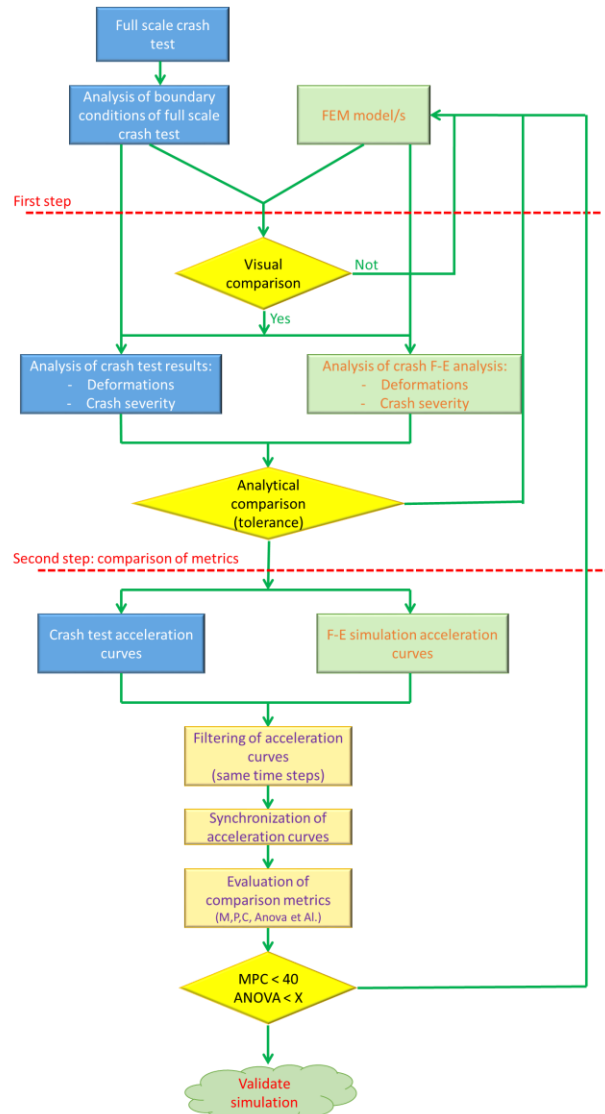 Full scale crash
test
Analysis of boundary
conditions of full scale
crash test
FEM model/s
First step
Visual
comparison
Not
Yes
Analysis of crash test results:
- Deformations
- Crash severity
Analysis of crash F-E analysis:
- Deformations
- Crash severity
Analytical
comparison
(tolerance)
Second step: comparison of metrics
Crash test acceleration
curves
F-E simulation acceleration
curves
Filtering of acceleration
curves
(same time steps)
Synchronization of
acceleration curves
Evaluation of
comparison metrics
(M,P,C, Anova et Al.)
MPC < 40
ANOVA < X
Validate
simulation